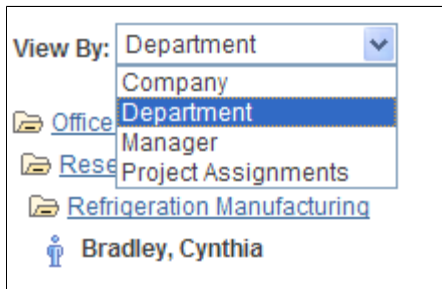 View By: Department
Company
Office Department
Rese Manager
Project Assignments
Refrigeration Manufacturing
Bradley, Cynthia